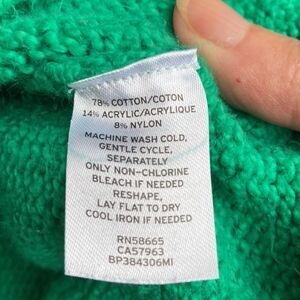 78% COTTON/COTON
14% ACRYLIC/ACRYLIQUE
8% NYLON
MACHINE WASH COLD,
GENTLE CYCLE,
SEPARATELY
ONLY NON-CHLORINE
BLEACH IF NEEDED
RESHAPE,
LAY FLAT TO DRY
COOL IRON IF NEEDED
RN58665
CA57963
BP384306MI